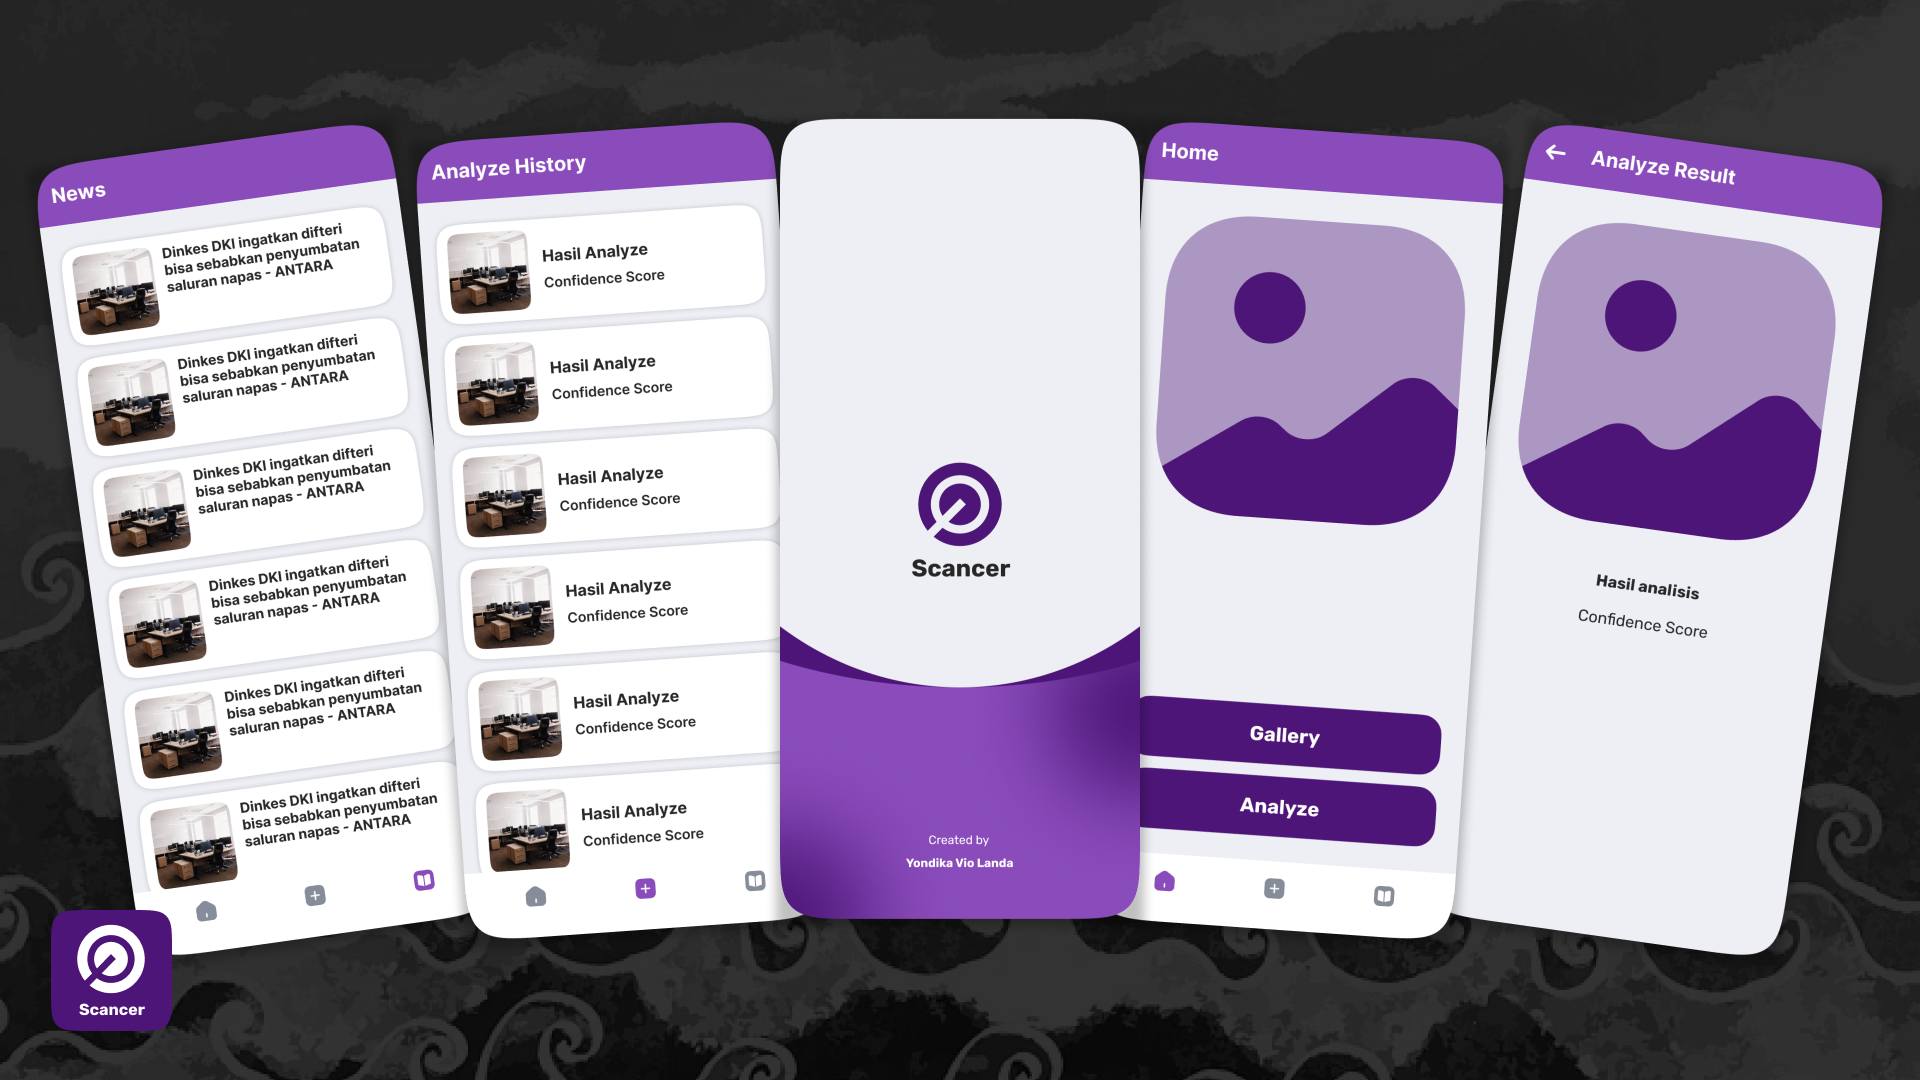 News
Dinkes DKI ingatkan difteri
bisa sebabkan penyumbatan
saluran napas - ANTARA
Dinkes DKI ingatkan difteri
bisa sebabkan penyumbatan
saluran napas - ANTARA
Dinkes DKI ingatkan difteri
bisa sebabkan penyumbatan
saluran napas - ANTARA
Dinkes DKI ingatkan difteri
bisa sebabkan penyumbatan
saluran napas - ANTARA
Dinkes DKI ingatkan difteri
bisa sebabkan penyumbatan
saluran napas - ANTARA
Dinkes DKI ingatkan difteri
bisa sebabkan penyumbatan
saluran napas - ANTARA
Analyze History
Hasil Analyze
Confidence Score
Hasil Analyze
Confidence Score
Hasil Analyze
Confidence Score
Hasil Analyze
Confidence Score
Hasil Analyze
Confidence Score
Hasil Analyze
Confidence Score
Scancer
Created by
Yondika Vio Landa
Home
Gallery
Analyze
Analyze Result
Hasil analisis
Confidence Score
Scancer